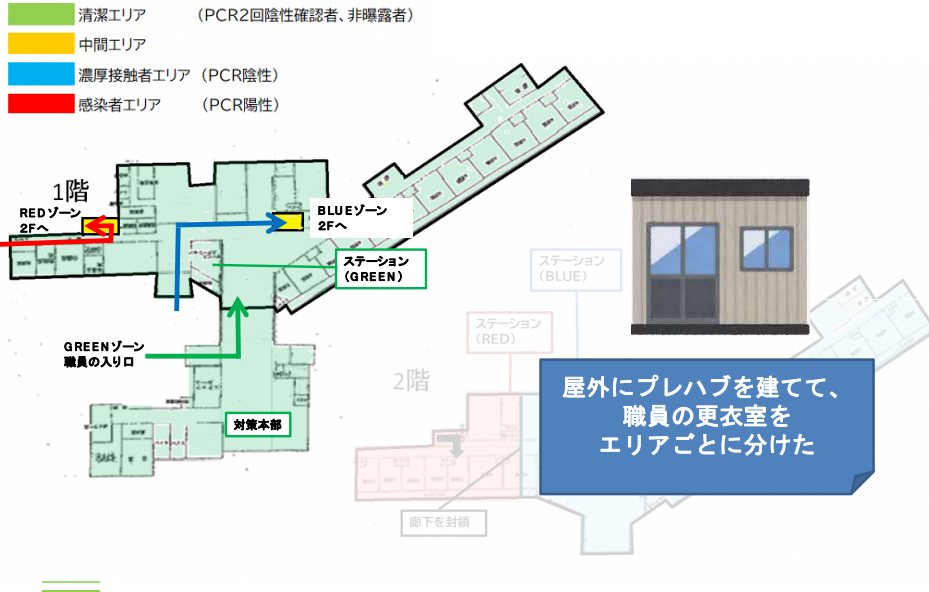 清潔エリア　　（PCR2回陰性確認者、非曝露者）
中間エリア
濃厚接触者エリア （PCR陰性）
感染者エリア　　（PCR陽性）
1階
REDゾーン
2Fへ
BLUEゾーン
2Fへ
ステーション
（GREEN）
GREENゾーン
職員の入り口
対策本部
ステーション
（BLUE）
ステーション
（RED）
2階
廊下を封鎖
屋外にプレハブを建てて、
職員の更衣室を
エリアごとに分けた